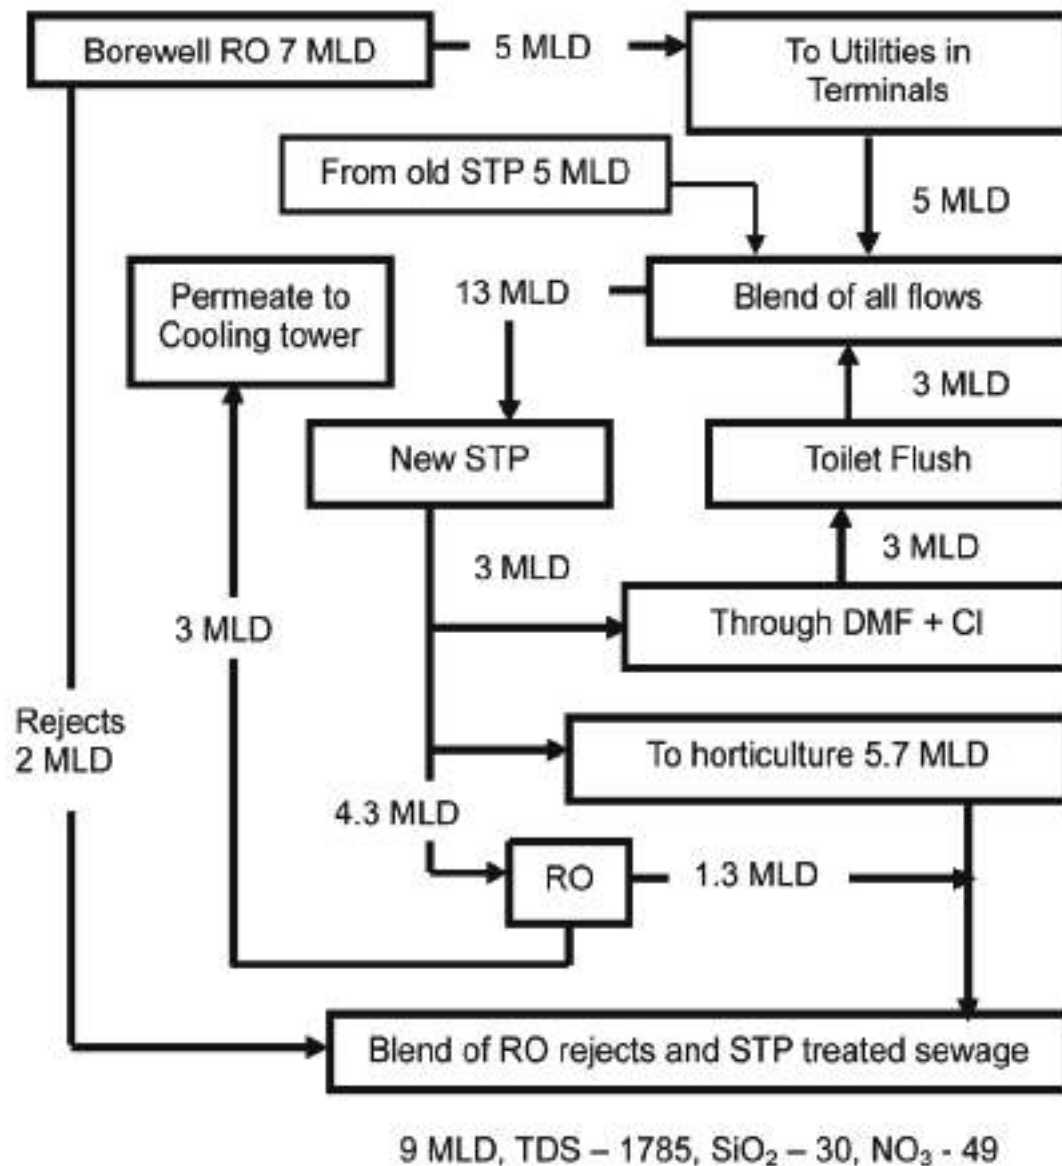 Borewell RO 7 MLD
5 MLD
To Utilities in
Terminals
From old STP 5 MLD
5 MLD
Permeate to
Cooling tower
13 MLD
Blend of all flows
3 MLD
New STP
Toilet Flush
3 MLD
3 MLD
Through DMF + Cl
3 MLD
Rejects
2 MLD
To horticulture 5.7 MLD
4.3 MLD
RO
1.3 MLD
Blend of RO rejects and STP treated sewage
9 MLD, TDS – 1785, SiO₂ – 30, NO₃ - 49